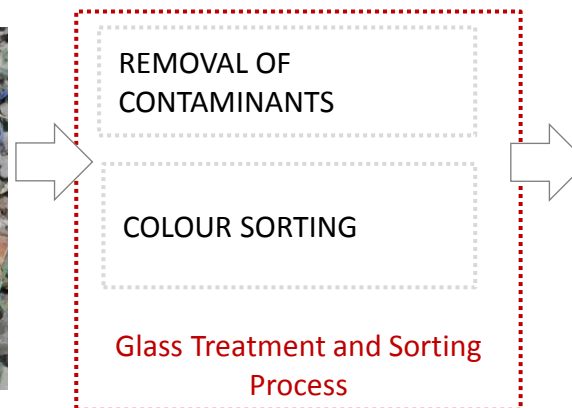 REMOVAL OF
CONTAMINANTS
COLOUR SORTING
Glass Treatment and Sorting
Process